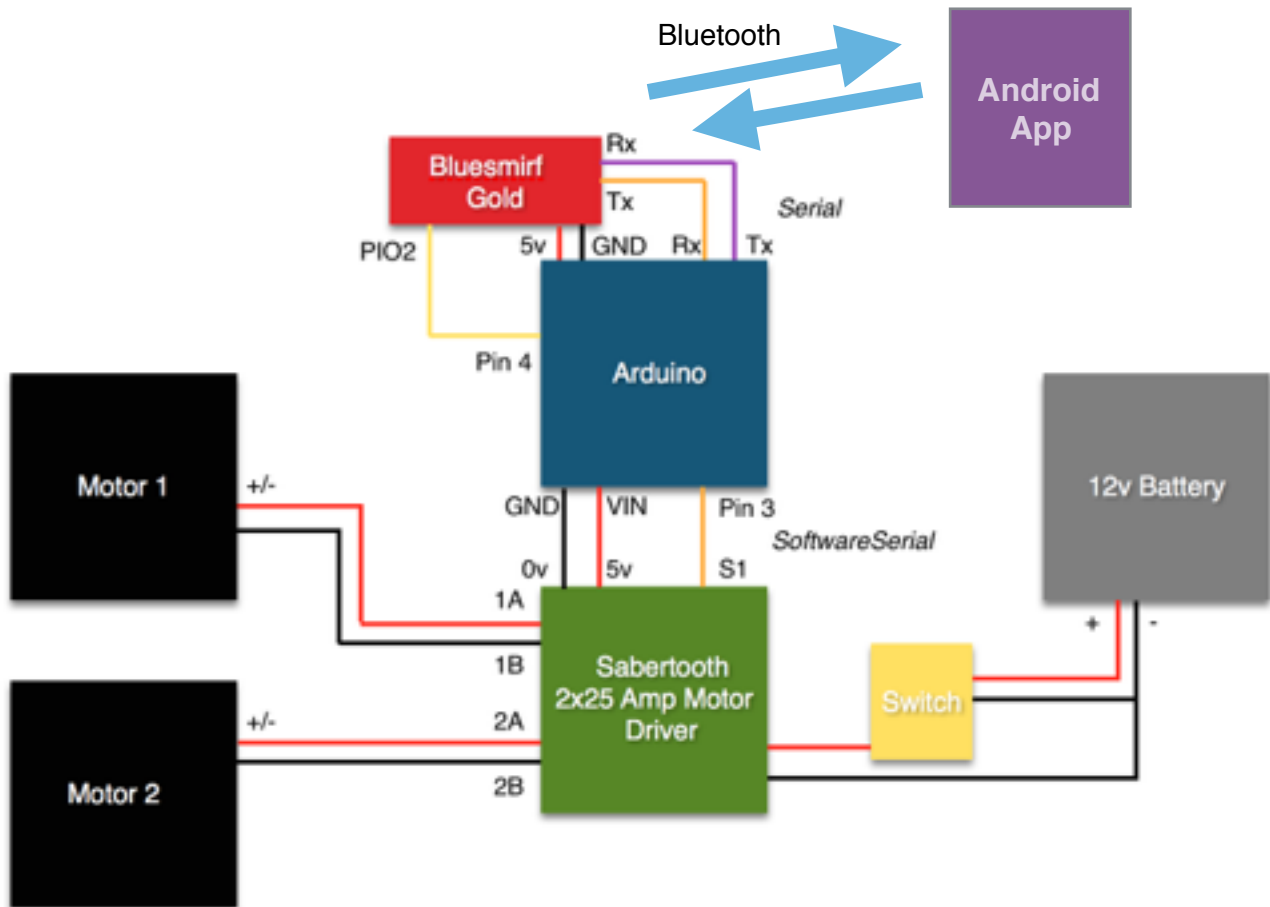 Bluetooth
Android
App
Bluesmirf
Gold
Rx
Tx
Serial
PIO2
5v
GND
Rx
Tx
Pin 4
Arduino
Motor 1
+/-
12v Battery
GND
VIN
Pin 3
SoftwareSerial
0v
5v
S1
1A
1B
+
-
Sabertooth
2x25 Amp Motor
Driver
Switch
Motor 2
+/-
2A
2B